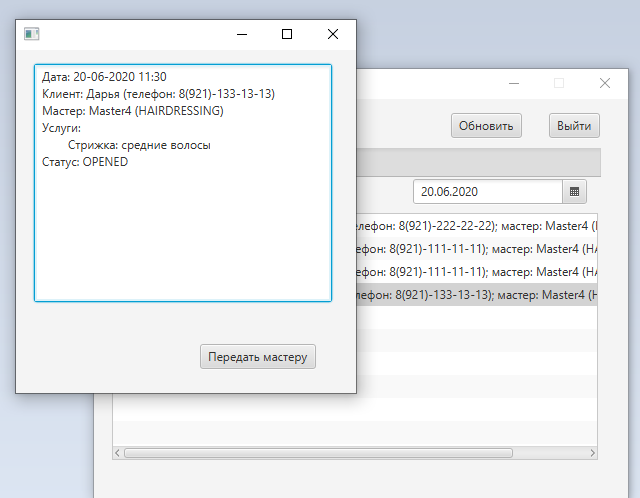 Дата: 20-06-2020 11:30
Клиент: Дарья (телефон: 8(921)-133-13-13)
Мастер: Master4 (HAIRDRESSING)
Услуги:
Стрижка: средние волосы
Статус: OPENED
Передать мастеру
Обновить Выйти
20.06.2020
лефон: 8(921)-222-22-22); мастер: Master4 (
лефон: 8(921)-111-11-11); мастер: Master4 (HA
лефон: 8(921)-111-11-11); мастер: Master4 (HA
лефон: 8(921)-133-13-13); мастер: Master4 (H